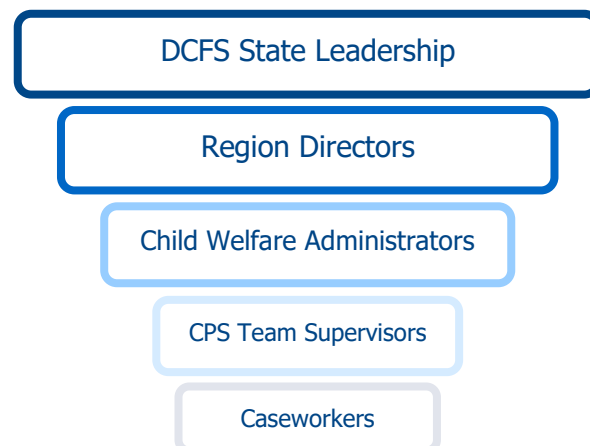 DCFS State Leadership
Region Directors
Child Welfare Administrators
CPS Team Supervisors
Caseworkers